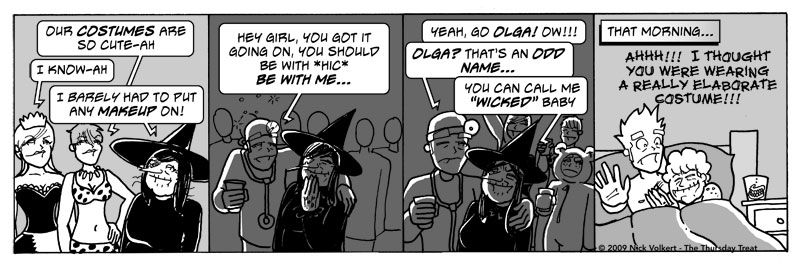 OUR COSTUMES ARE
SO CUTE-AH
I KNOW-AH
I BARELY HAD TO PUT
ANY MAKEUP ON!
HEY GIRL, YOU GOT IT
GOING ON, YOU SHOULD
BE WITH *HIC*
BE WITH ME...
YEAH, GO OLGA! OW!!!
OLGA? THAT'S AN ODD
NAME...
YOU CAN CALL ME
"WICKED" BABY
THAT MORNING...
AHHH!!! I THOUGHT
YOU WERE WEARING
A REALLY ELABORATE
COSTUME!!!
© 2009 Nick Volkert - The Thursday Treat